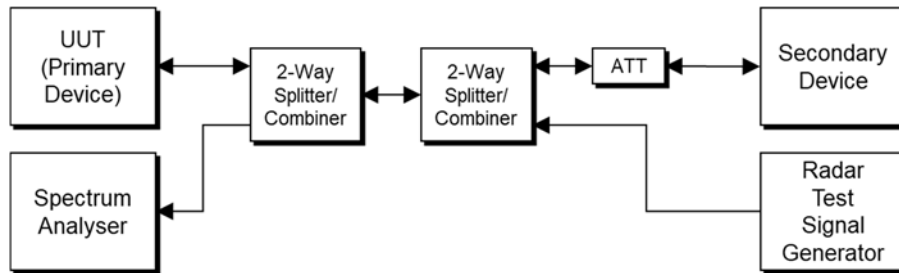 UUT
(Primary
Device)
2-Way
Splitter/
Combiner
2-Way
Splitter/
Combiner
ATT
Secondary
Device
Spectrum
Analyser
Radar
Test
Signal
Generator